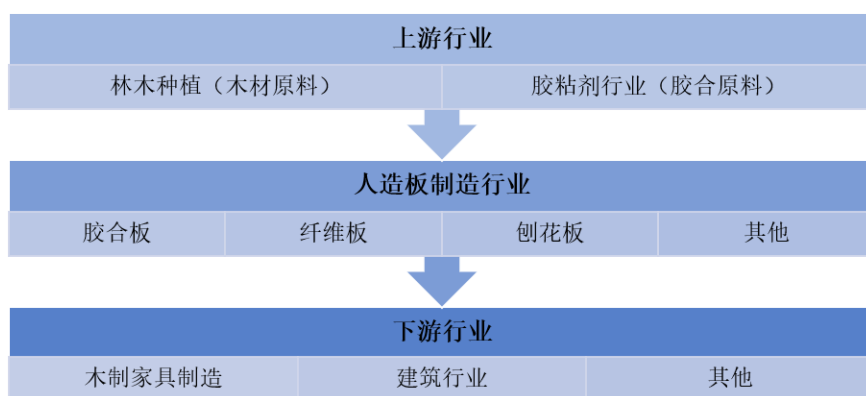 上游行业
林木种植（木材原料） 胶粘剂行业（胶合原料）
人造板制造行业
胶合板 纤维板 刨花板 其他
下游行业
木制家具制造 建筑行业 其他